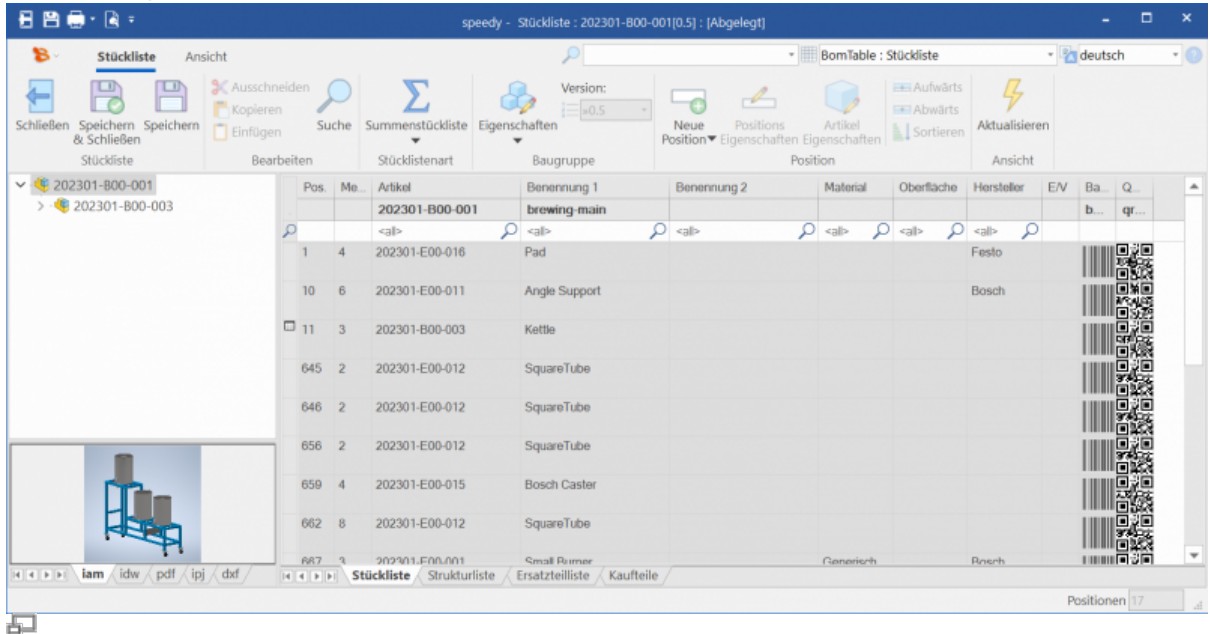 speedy - Stückliste : 202301-B00-001[0.5] : [Abgelegt]
Stückliste Ansicht BomTable : Stückliste deutsch
Ausschneiden Version: Aufwärts
Kopieren »0.5 Abwärts
Schließen Speichern & Schließen Speichern Einfügen Suche Summenstückliste Eigenschaften Neue Position Positions Eigenschaften Artikel Eigenschaften Sortieren Aktualisieren
Stückliste Bearbeiten Stücklistenart Baugruppe Position Ansicht
202301-B00-001
202301-B00-003
Pos. Me... Artikel Benennung 1 Benennung 2 Material Oberfläche Hersteller E/V Ba... Q...
202301-B00-001 brewing-main b... qr...
<all> <all> <all> <all> <all> <all>
1 4 202301-E00-016 Pad Festo
10 6 202301-E00-011 Angle Support Bosch
11 3 202301-B00-003 Kettle
645 2 202301-E00-012 SquareTube
646 2 202301-E00-012 SquareTube
656 2 202301-E00-012 SquareTube
659 4 202301-E00-015 Bosch Caster
662 8 202301-E00-012 SquareTube
667 3 202301-E00-001 Small Burner Generisch Bosch
iam idw pdf ipj dxf
Stückliste Strukturliste Ersatzteilliste Kaufteile
Positionen 17